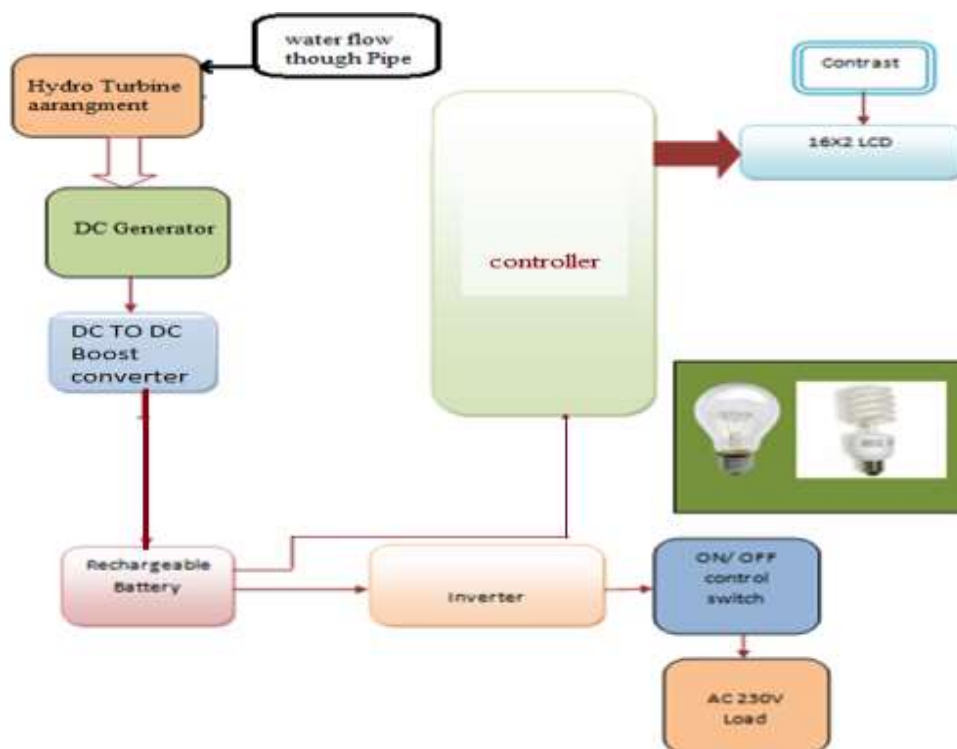 water flow
though Pipe
Hydro Turbine
aarangment
Contrast
16X2 LCD
DC Generator
controller
DC TO DC
Boost
converter
Rechargeable
Battery
Inverter
ON/ OFF
control
switch
AC 230V
Load